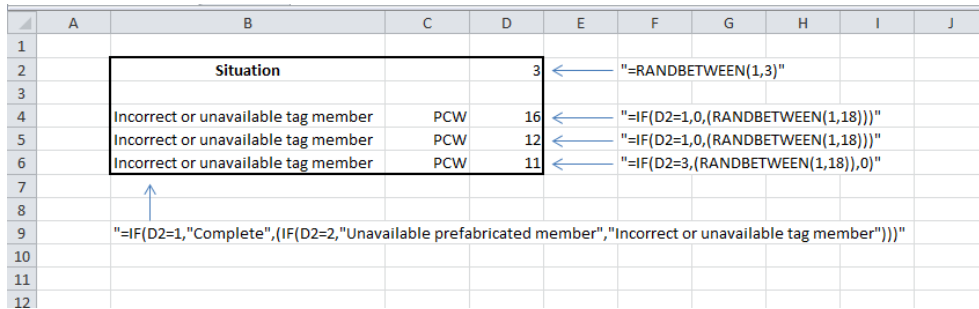 A B C D E F G H I J
1
2 Situation 3 "=RANDBETWEEN(1,3)"
3
4 Incorrect or unavailable tag member PCW 16 "=IF(D2=1,0,(RANDBETWEEN(1,18)))"
5 Incorrect or unavailable tag member PCW 12 "=IF(D2=1,0,(RANDBETWEEN(1,18)))"
6 Incorrect or unavailable tag member PCW 11 "=IF(D2=3,(RANDBETWEEN(1,18)),0)"
7
8
9 "=IF(D2=1,"Complete",(IF(D2=2,"Unavailable prefabricated member","Incorrect or unavailable tag member")))"
10
11
12